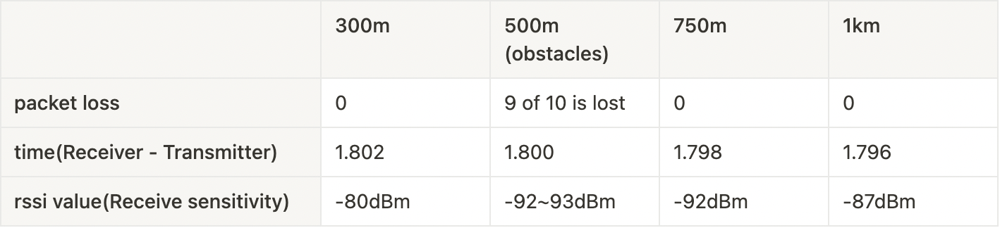 300m 500m 750m 1km
(obstacles)
packet loss 0 9 of 10 is lost 0 0
time(Receiver - Transmitter) 1.802 1.800 1.798 1.796
rssi value(Receive sensitivity) -80dBm -92~93dBm -92dBm -87dBm